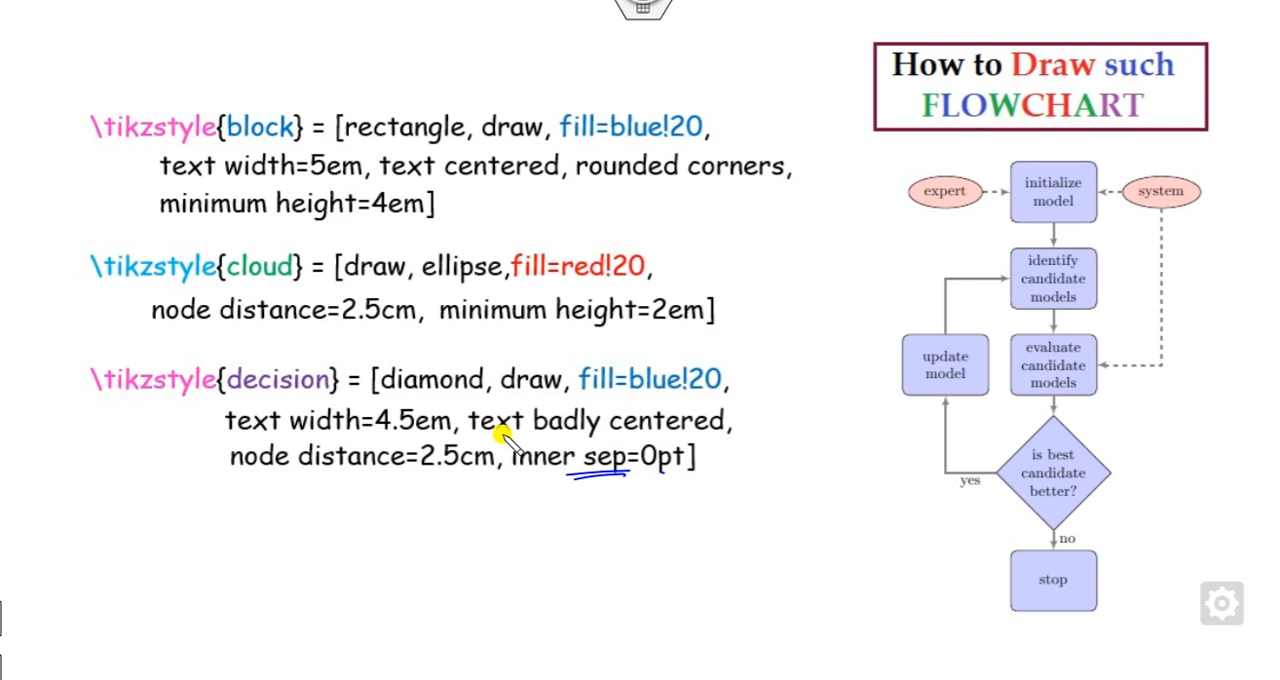 How to Draw such
FLOWCHART
\tikzstyle{block} = [rectangle, draw, fill=blue!20,
text width=5em, text centered, rounded corners,
minimum height=4em]
\tikzstyle{cloud} = [draw, ellipse,fill=red!20,
node distance=2.5cm, minimum height=2em]
\tikzstyle{decision} = [diamond, draw, fill=blue!20,
text width=4.5em, text badly centered,
node distance=2.5cm, inner sep=0pt]
expert
initialize
model
system
identify
candidate
models
update
model
evaluate
candidate
models
is best
candidate
better?
yes
no
stop